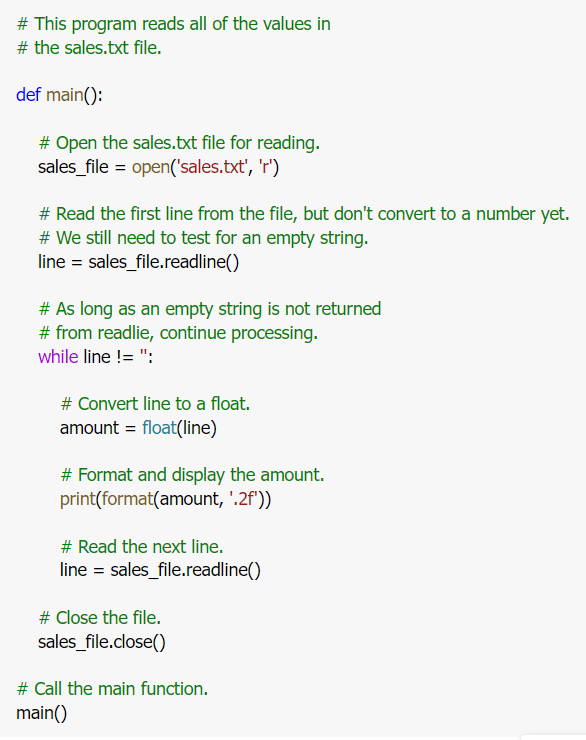 # This program reads all of the values in
# the sales.txt file.
def main():
# Open the sales.txt file for reading.
sales_file = open('sales.txt', 'r')
# Read the first line from the file, but don't convert to a number yet.
# We still need to test for an empty string.
line = sales_file.readline()
# As long as an empty string is not returned
# from readlie, continue processing.
while line != '':
# Convert line to a float.
amount = float(line)
# Format and display the amount.
print(format(amount, '.2f'))
# Read the next line.
line = sales_file.readline()
# Close the file.
sales_file.close()
# Call the main function.
main()